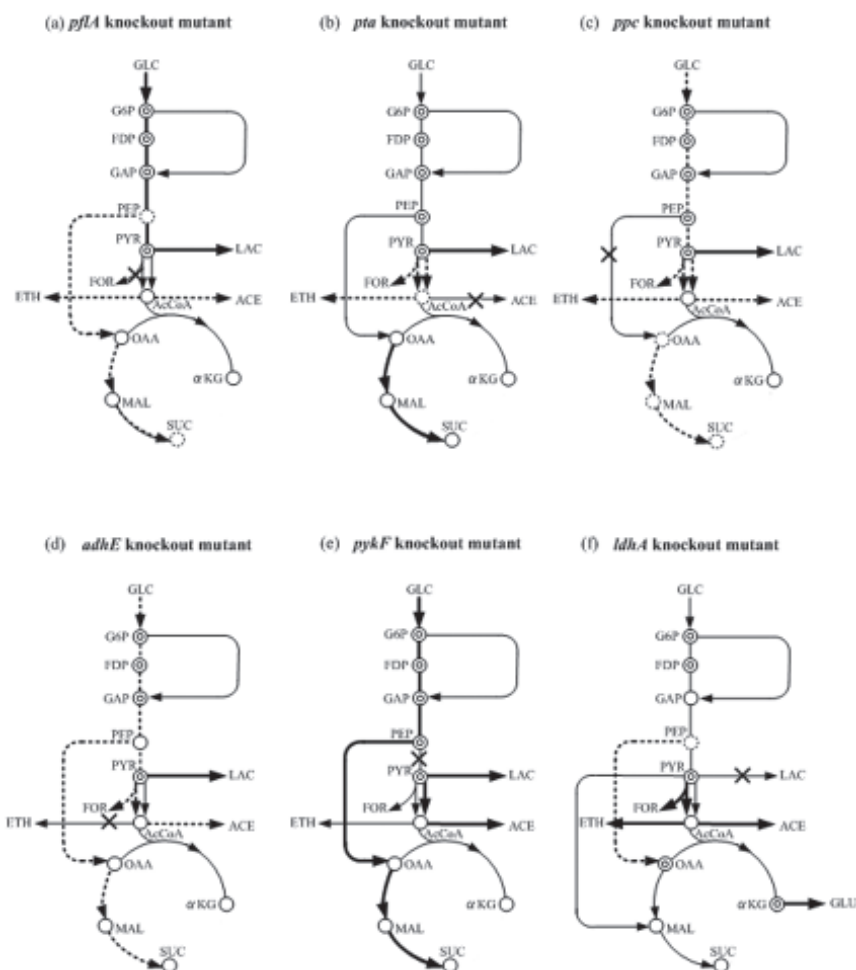 (a) pflA knockout mutant
GLC
G6P
FDP
GAP
PEP
PYR
LAC
FOR
ETH
AcCoA
ACE
OAA
αKG
MAL
SUC
(b) pta knockout mutant
GLC
G6P
FDP
GAP
PEP
PYR
LAC
FOR
ETH
AcCoA
ACE
OAA
αKG
MAL
SUC
(c) ppc knockout mutant
GLC
G6P
FDP
GAP
PEP
PYR
LAC
FOR
ETH
AcCoA
ACE
OAA
αKG
MAL
SUC
(d) adhE knockout mutant
GLC
G6P
FDP
GAP
PEP
PYR
LAC
FOR
ETH
AcCoA
ACE
OAA
αKG
MAL
SUC
(e) pykF knockout mutant
GLC
G6P
FDP
GAP
PEP
PYR
LAC
FOR
ETH
AcCoA
ACE
OAA
αKG
MAL
SUC
(f) ldhA knockout mutant
GLC
G6P
FDP
GAP
PEP
PYR
LAC
FOR
ETH
AcCoA
ACE
OAA
αKG
GLU
MAL
SUC